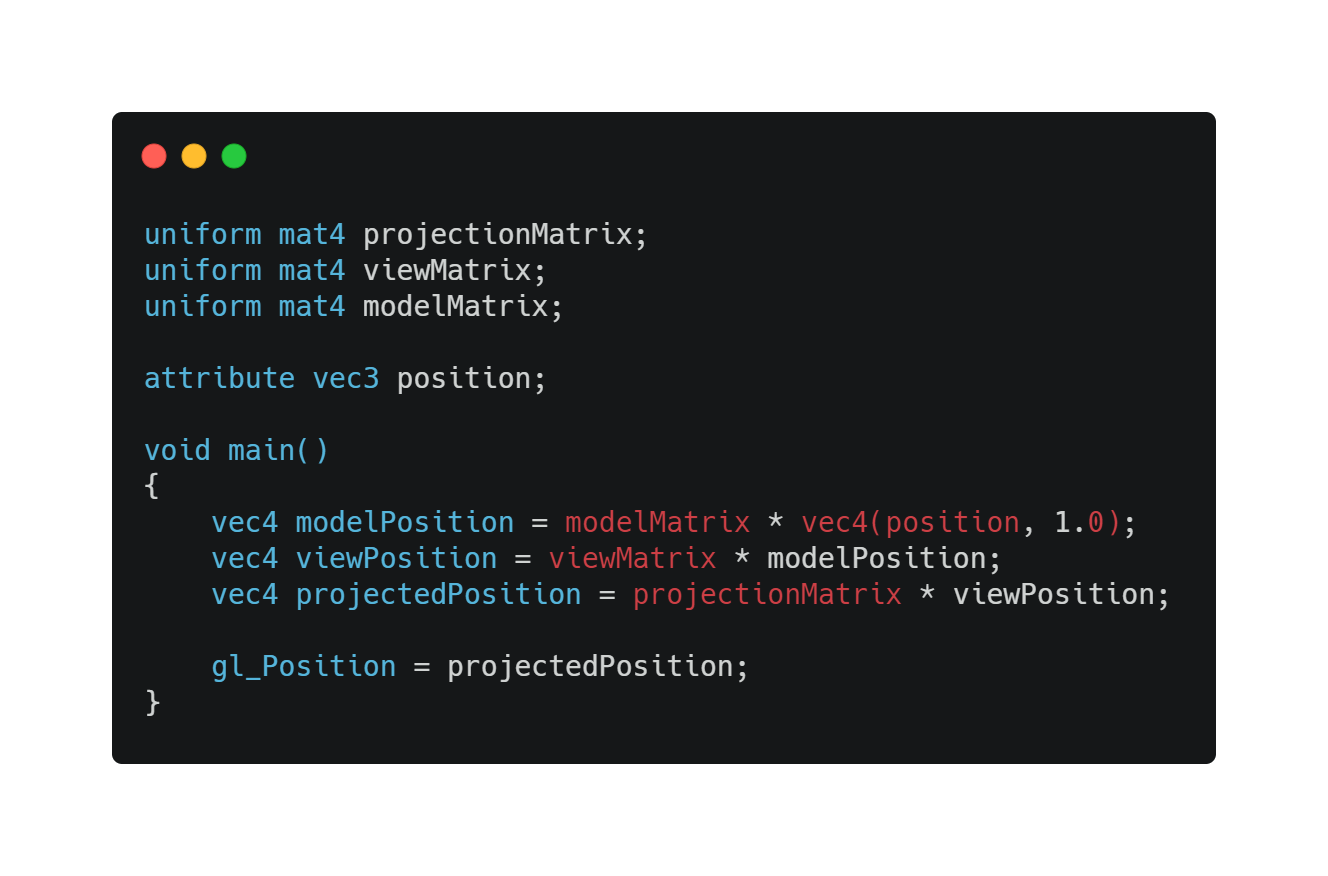 uniform mat4 projectionMatrix;
uniform mat4 viewMatrix;
uniform mat4 modelMatrix;

attribute vec3 position;

void main()
{
    vec4 modelPosition = modelMatrix * vec4(position, 1.0);
    vec4 viewPosition = viewMatrix * modelPosition;
    vec4 projectedPosition = projectionMatrix * viewPosition;

    gl_Position = projectedPosition;
}